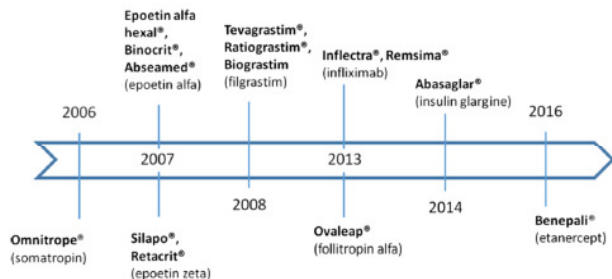 Epoetin alfa
hexal®,
Binocrit®,
Abseamed®
(epoetin alfa)
Tevagrastim®,
Ratiograstim®,
Biograstim
(filgrastim)
Inflectra®, Remsima®
(infliximab)
Abasaglar®
(insulin glargine)
2006
2016
2007
2013
2008
2014
Omnitrope®
(somatropin)
Silapo®,
Retacrit®
(epoetin zeta)
Ovaleap®
(follitropin alfa)
Benepali®
(etanercept)